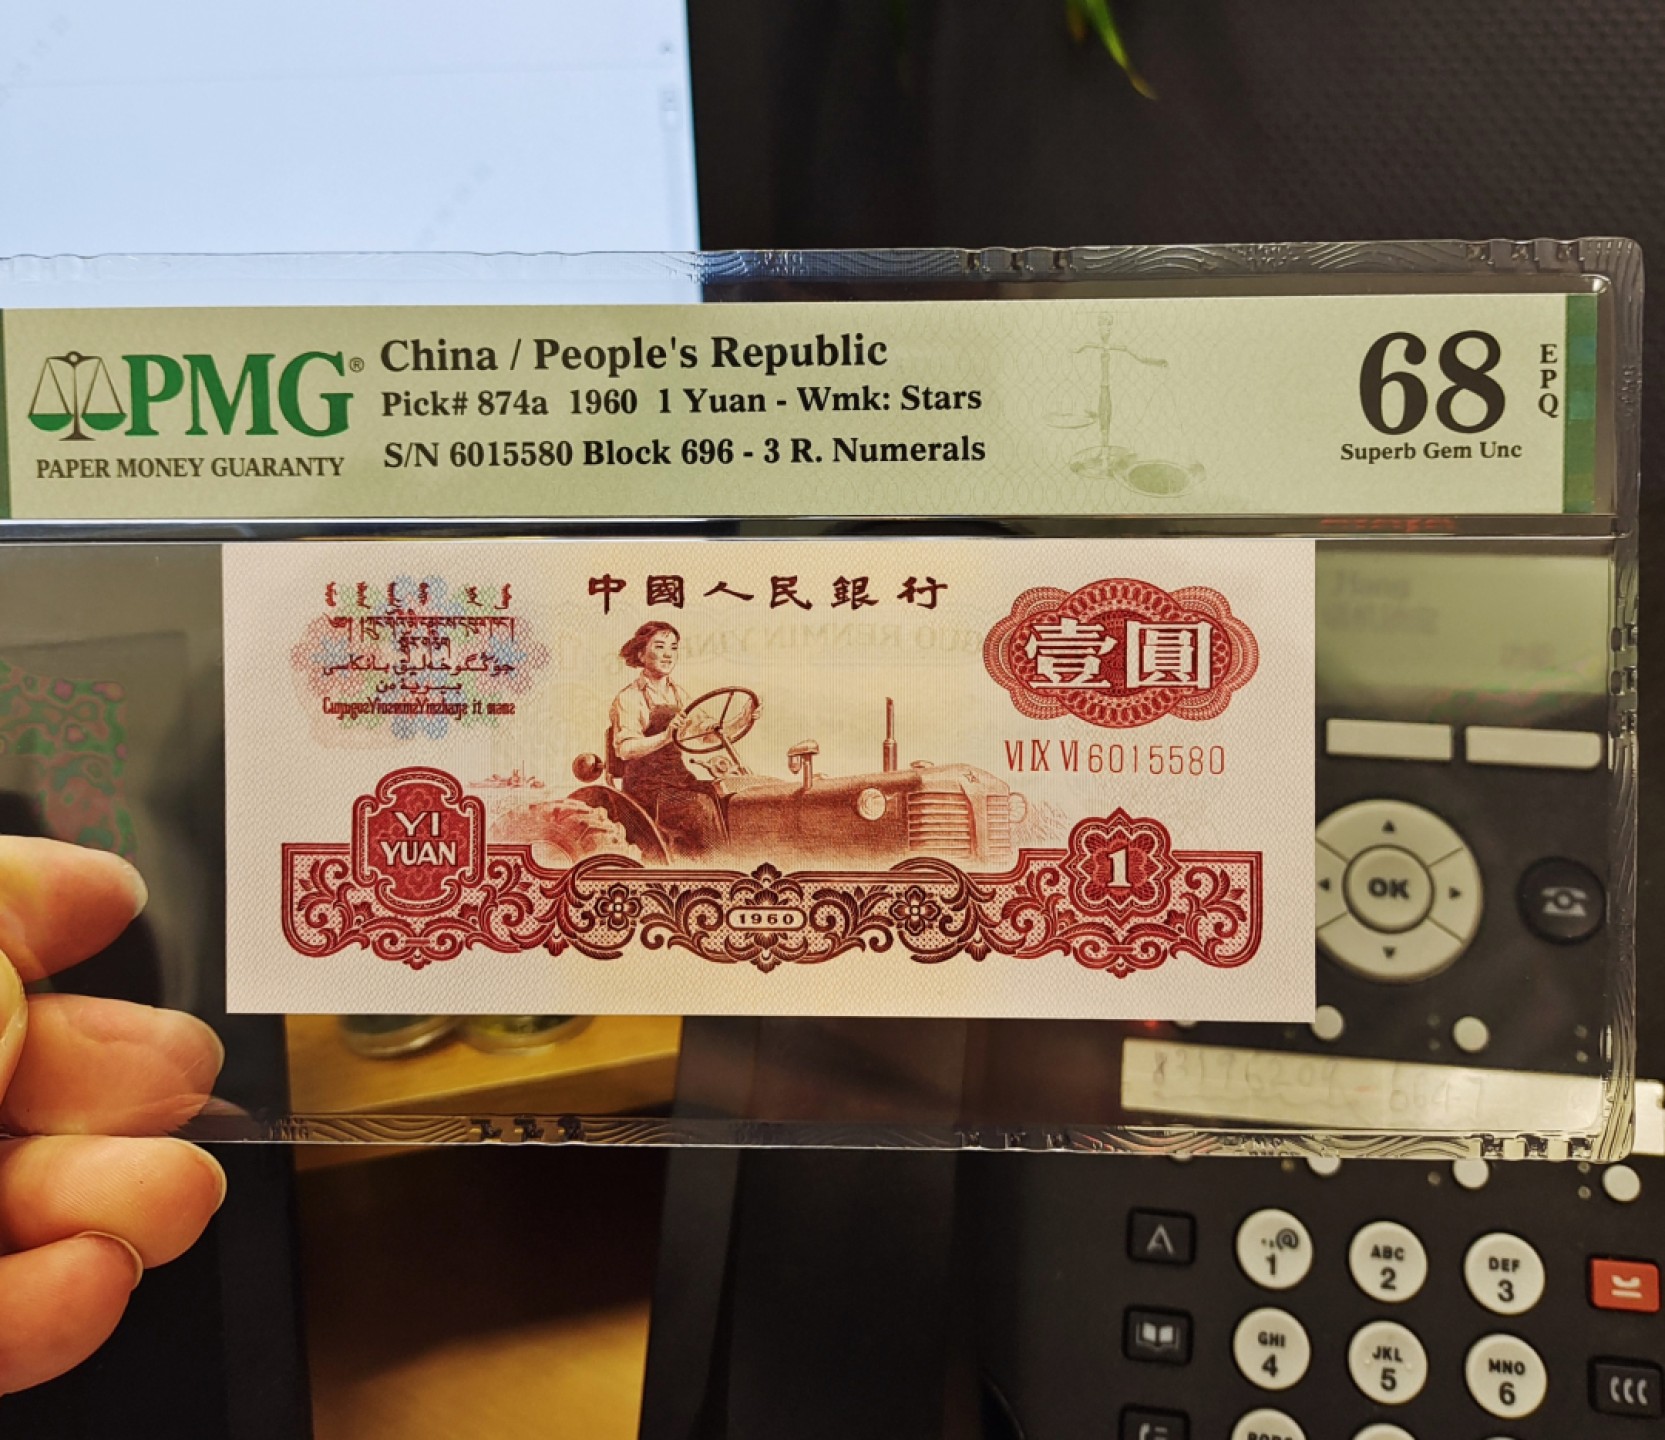 PMG®
PAPER MONEY GUARANTY
China / People's Republic
Pick# 874a 1960 1 Yuan - Wmk: Stars
S/N 6015580 Block 696 - 3 R. Numerals
68
EPQ
Superb Gem Unc
中國人民銀行
壹圓
VI IX VI 6015580
YI
YUAN
1
1960
OK
A
.,@
1
ABC
2
DEF
3
GHI
4
JKL
5
MNO
6